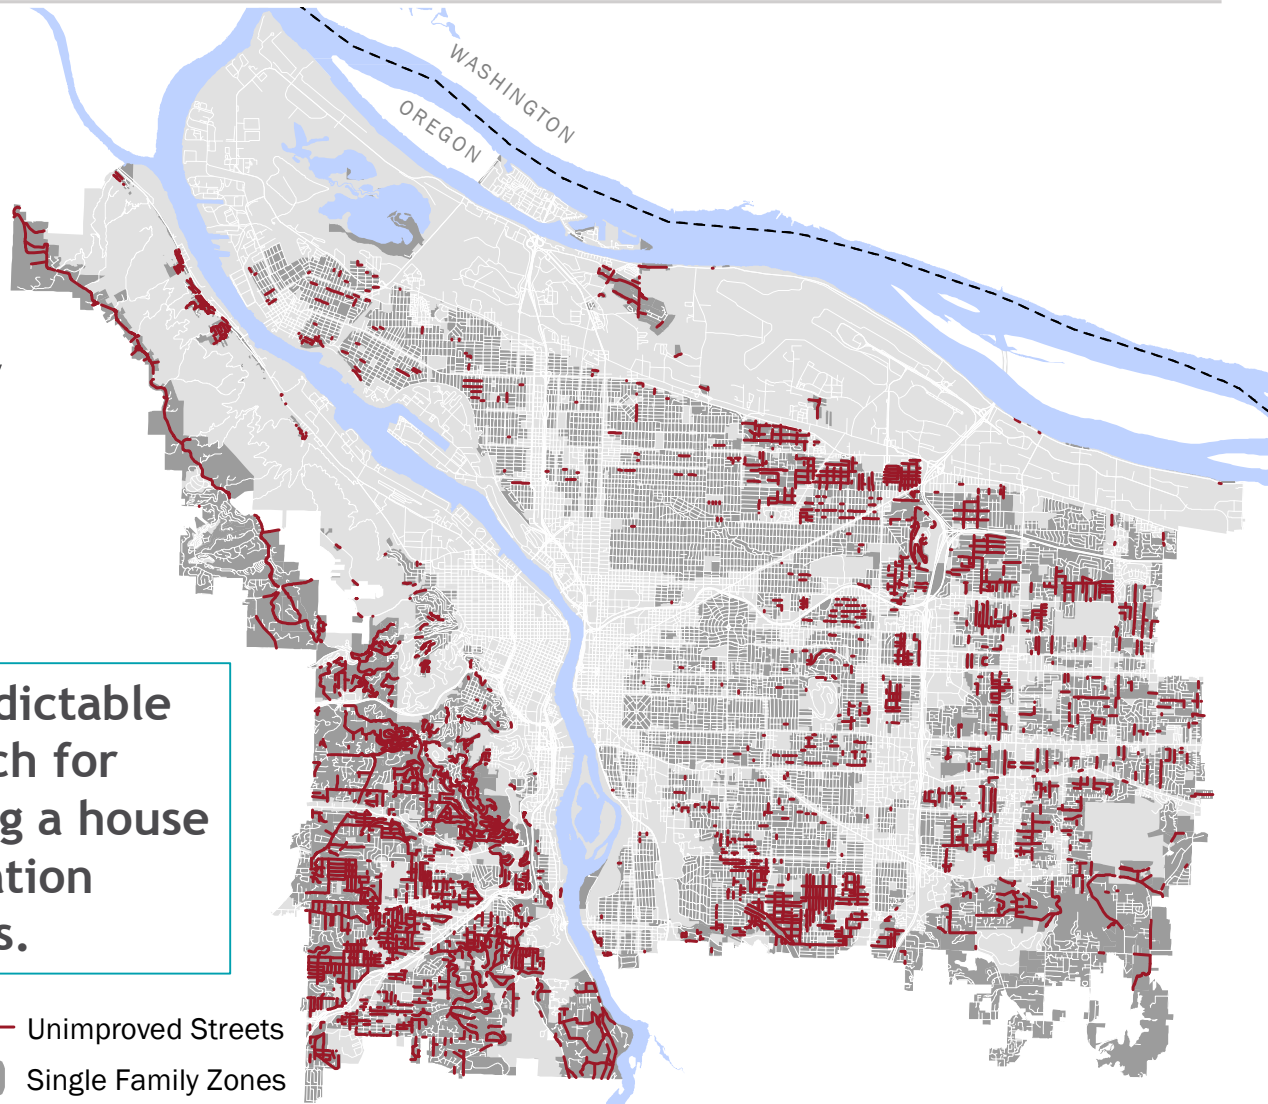 WASHINGTON
OREGON
dictable
ch for
g a house
ation
s.
Unimproved Streets
Single Family Zones